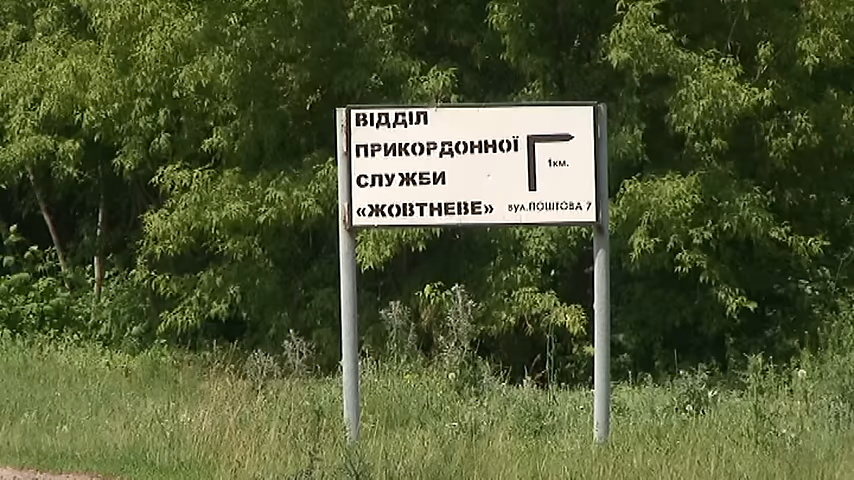 ВІДДІЛ
ПРИКОРДОННОЇ
СЛУЖБИ
«ЖОВТНЕВЕ»
1км.
вул.ПОШТОВА 7